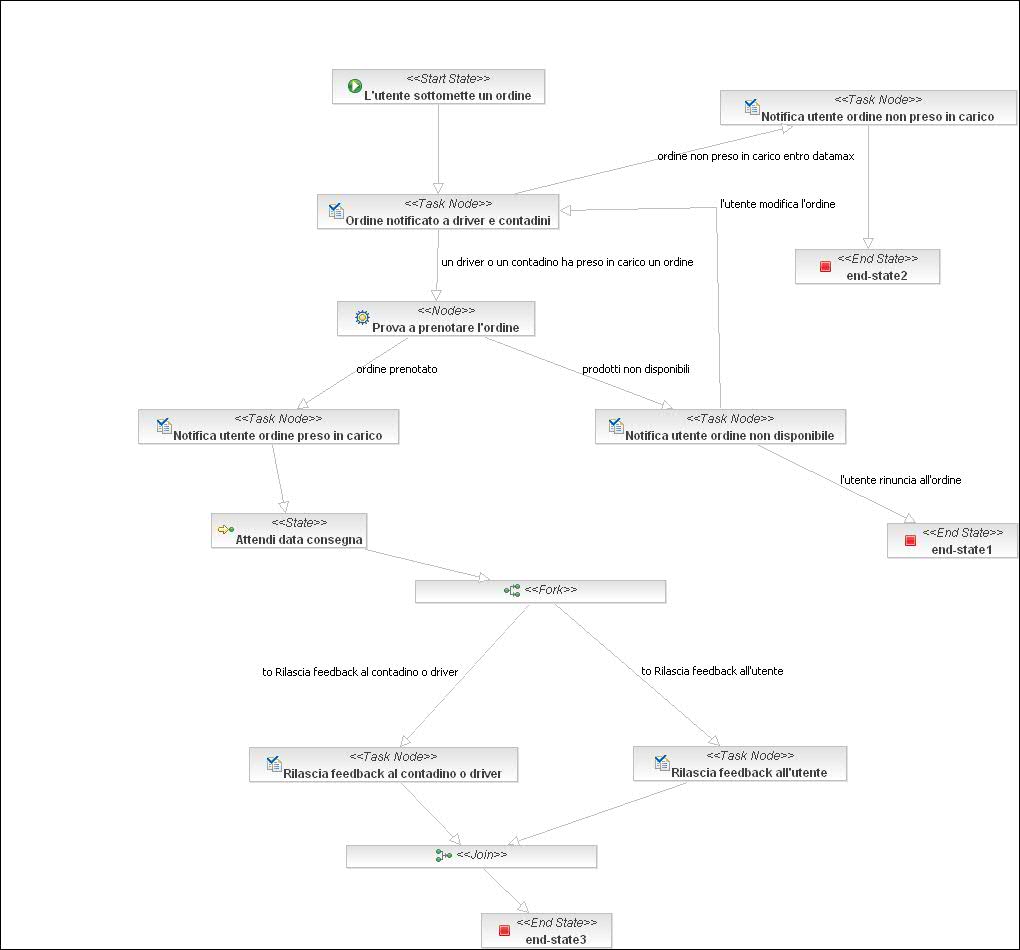 <<Start State>>
L'utente sottomette un ordine
<<Task Node>>
Notifica utente ordine non preso in carico
ordine non preso in carico entro datamax
<<Task Node>>
Ordine notificato a driver e contadini
l'utente modifica l'ordine
un driver o un contadino ha preso in carico un ordine
<<End State>>
end-state2
<<Node>>
Prova a prenotare l'ordine
ordine prenotato
prodotti non disponibili
<<Task Node>>
Notifica utente ordine preso in carico
<<Task Node>>
Notifica utente ordine non disponibile
l'utente rinuncia all'ordine
<<State>>
Attendi data consegna
<<End State>>
end-state1
<<Fork>>
to Rilascia feedback al contadino o driver
to Rilascia feedback all'utente
<<Task Node>>
Rilascia feedback al contadino o driver
<<Task Node>>
Rilascia feedback all'utente
<<Join>>
<<End State>>
end-state3